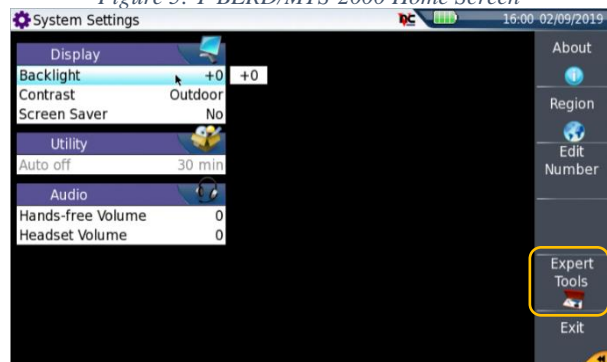 Figure 3: T-BERD/MTS-2000 Home Screen
System Settings
16:00 02/09/2019
Display
Backlight +0 +0
Contrast Outdoor
Screen Saver No
Utility
Auto off 30 min
Audio
Hands-free Volume 0
Headset Volume 0
About
Region
Edit
Number
Expert
Tools
Exit